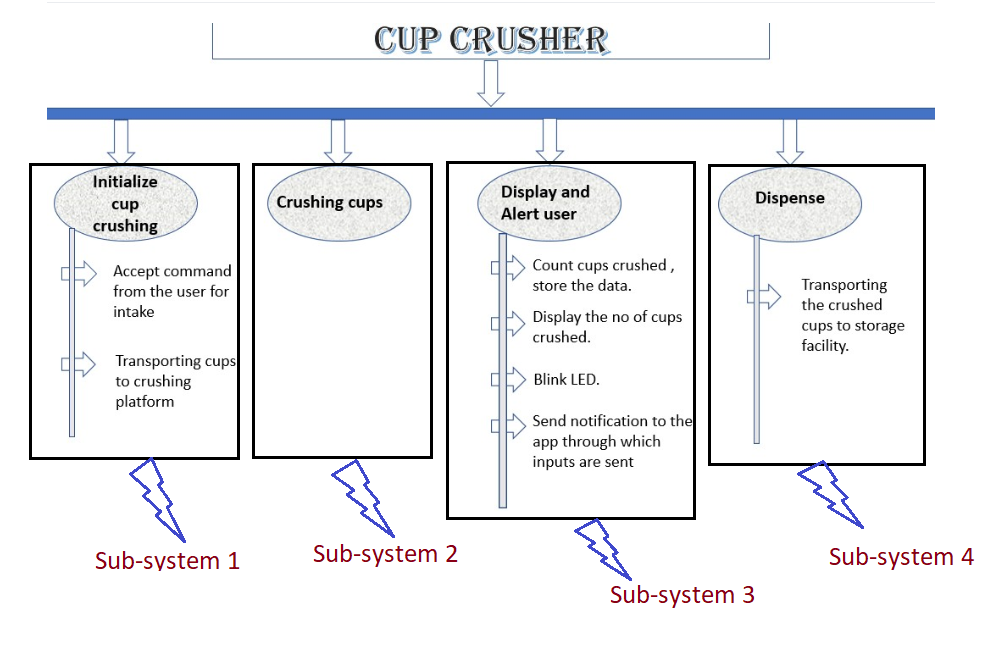 CUP CRUSHER
Initialize
cup
crushing
Accept command
from the user for
intake
Transporting cups
to crushing
platform
Sub-system 1
Crushing cups
Sub-system 2
Display and
Alert user
Count cups crushed ,
store the data.
Display the no of cups
crushed.
Blink LED.
Send notification to the
app through which
inputs are sent
Sub-system 3
Dispense
Transporting
the crushed
cups to storage
facility.
Sub-system 4